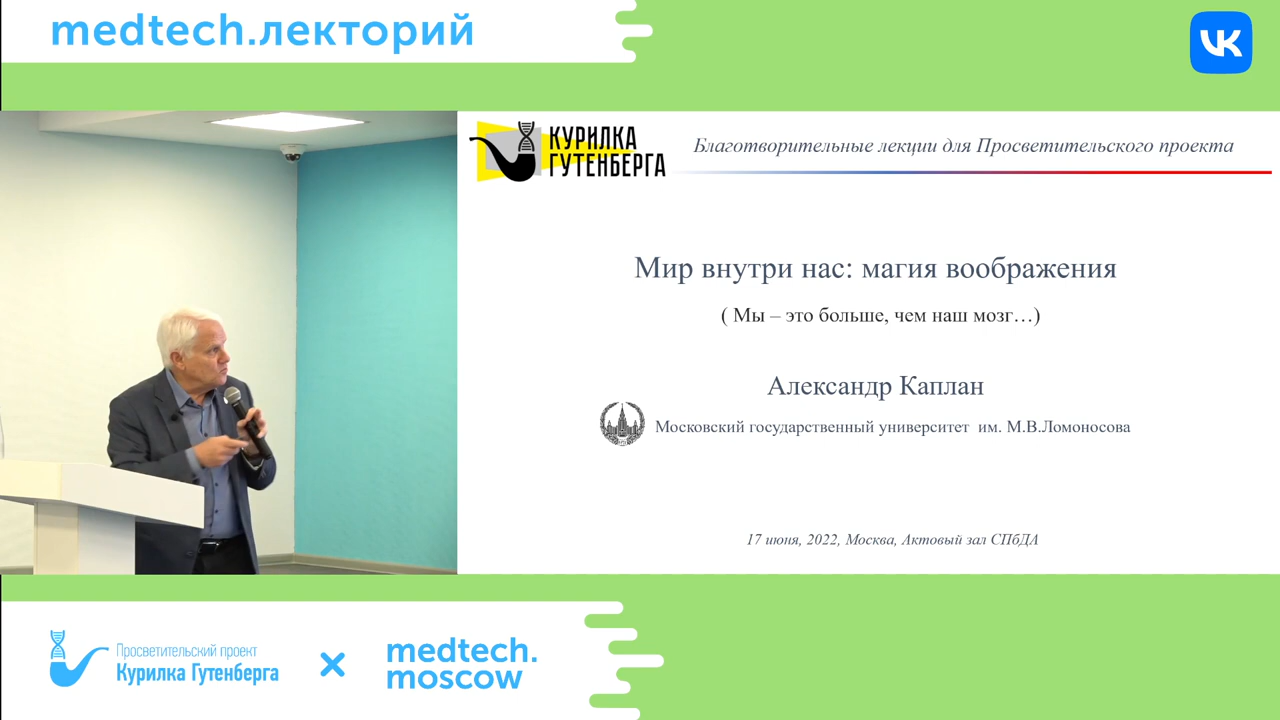 medtech.лекторий
VK
КУРИЛКА
ГУТЕНБЕРГА
Благотворительные лекции для Просветительского проекта
Мир внутри нас: магия воображения
( Мы – это больше, чем наш мозг…)
Александр Каплан
Московский государственный университет им. М.В.Ломоносова
17 июня, 2022, Москва, Актовый зал СПбДА
Просветительский проект
Курилка Гутенберга
×
medtech.
moscow